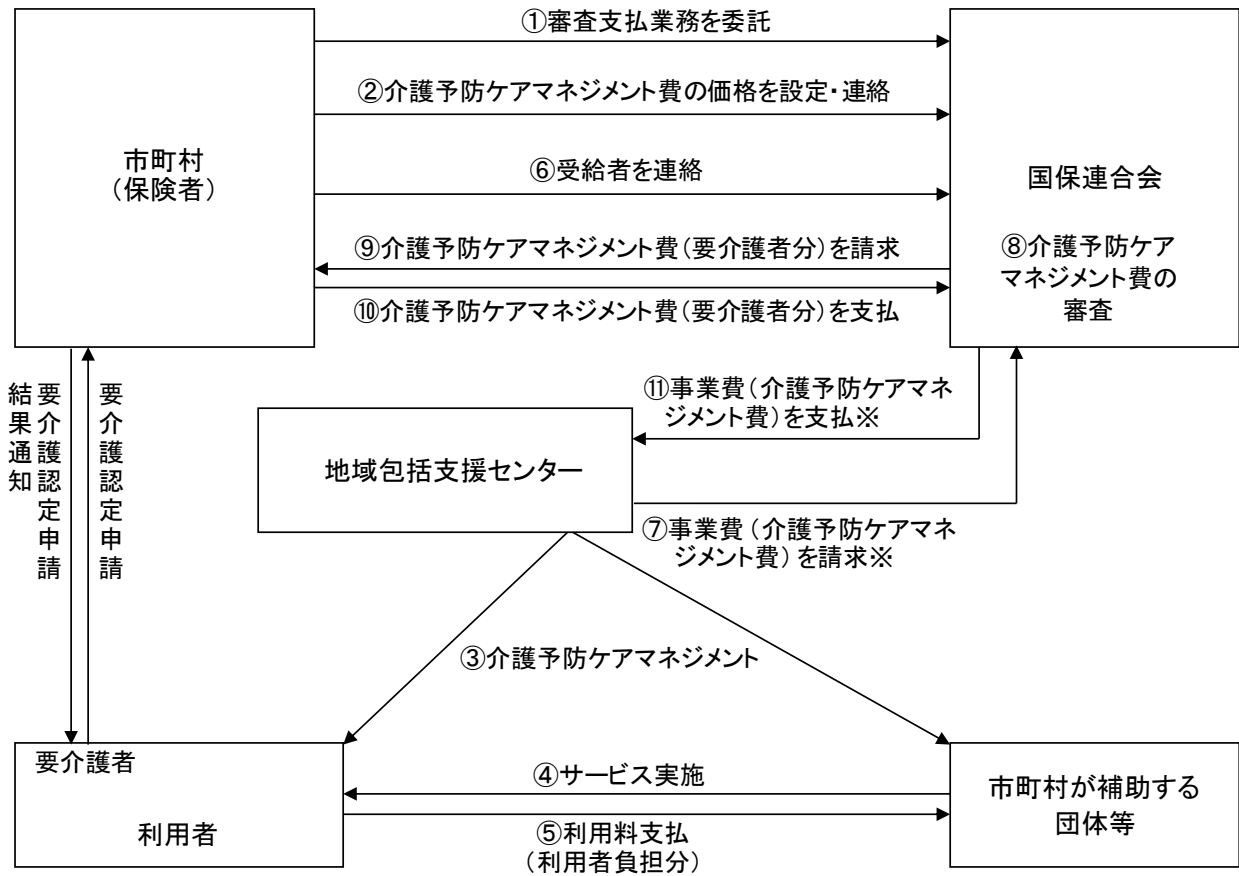 ①審査支払業務を委託
②介護予防ケアマネジメント費の価格を設定・連絡
市町村
（保険者）
⑥受給者を連絡
国保連合会
⑨介護予防ケアマネジメント費（要介護者分）を請求
⑩介護予防ケアマネジメント費（要介護者分）を支払
⑧介護予防ケア
マネジメント費の
審査
要介護認定申請
結果通知
要介護認定申請
⑪事業費（介護予防ケアマネ
ジメント費）を支払※
地域包括支援センター
⑦事業費（介護予防ケアマネ
ジメント費）を請求※
③介護予防ケアマネジメント
要介護者
利用者
④サービス実施
⑤利用料支払
（利用者負担分）
市町村が補助する
団体等